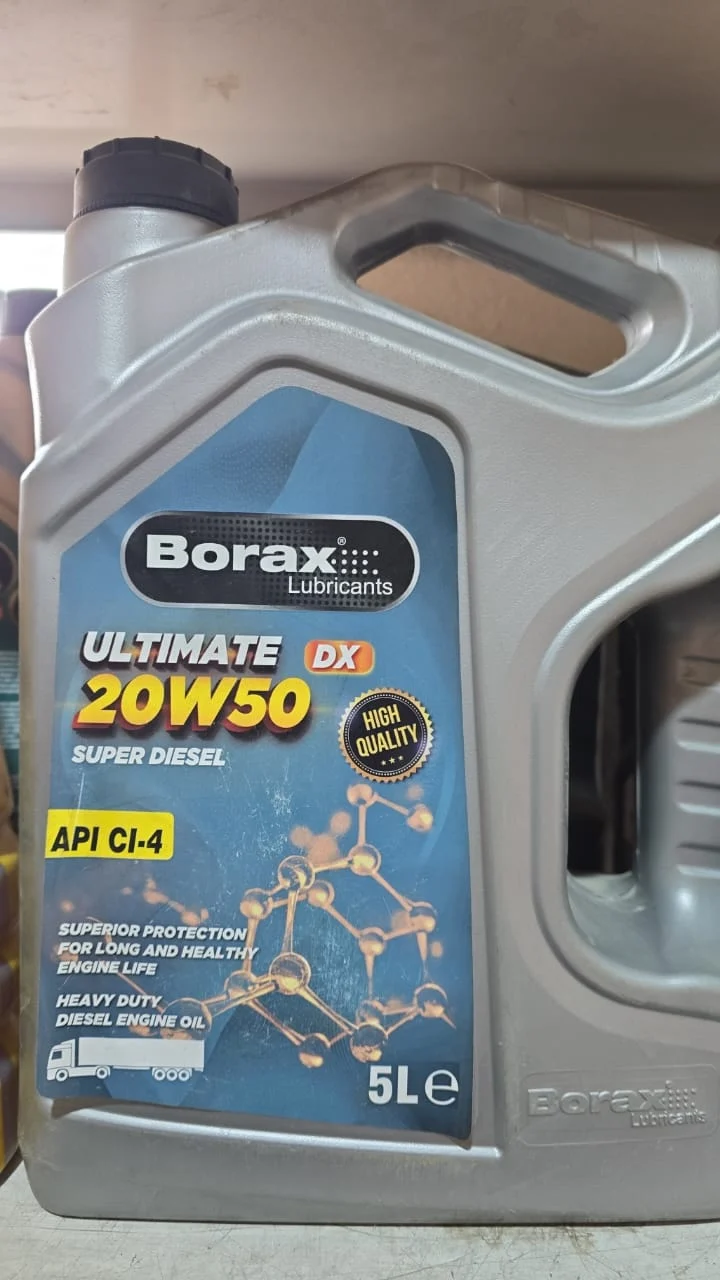 Borax®
Lubricants
ULTIMATE DX
20W50
SUPER DIESEL
HIGH
QUALITY
API CI-4
SUPERIOR PROTECTION
FOR LONG AND HEALTHY
ENGINE LIFE
HEAVY DUTY
DIESEL ENGINE OIL
5L e
Borax
Lubricants